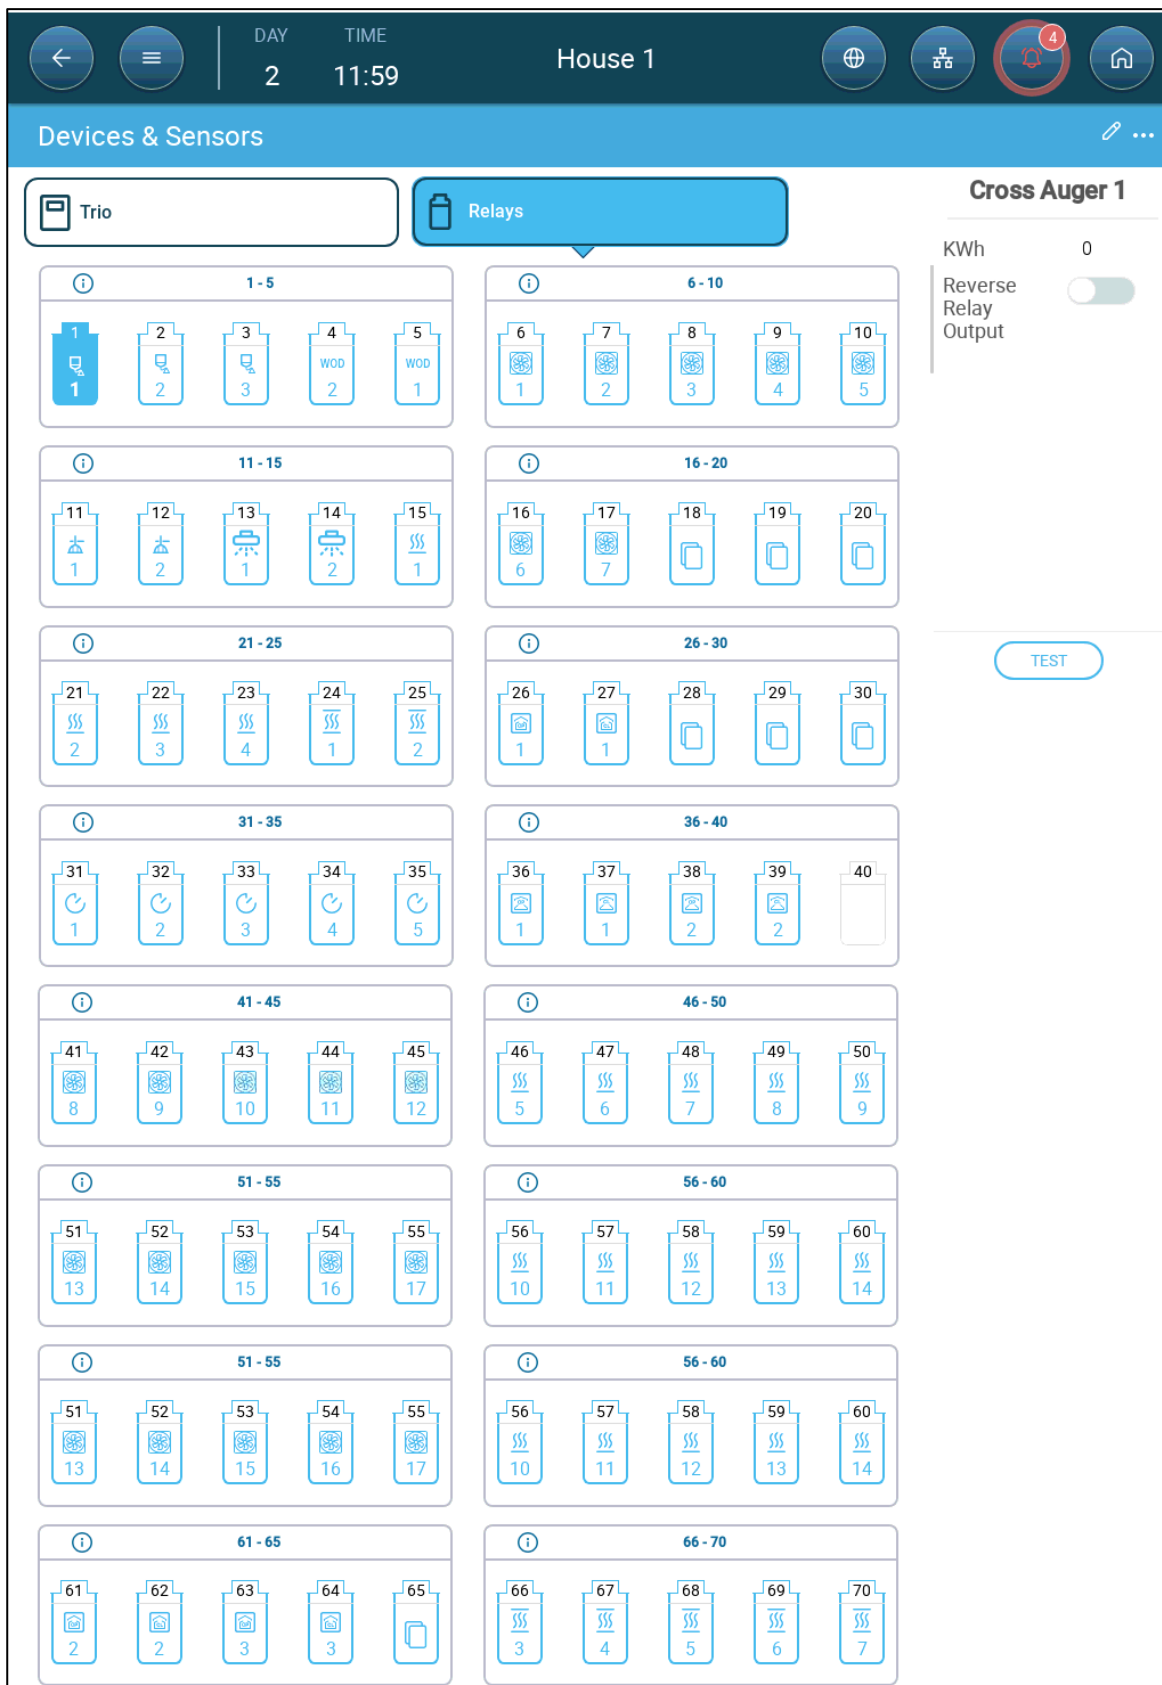 DAY TIME
2 11:59
House 1
4
Devices & Sensors
Trio
Relays
Cross Auger 1
KWh 0
Reverse
Relay
Output
TEST
1 - 5
1 2 3 4 5
WOD WOD
1 2 3 2 1
6 - 10
6 7 8 9 10
1 2 3 4 5
11 - 15
11 12 13 14 15
1 2 1 2 1
16 - 20
16 17 18 19 20
6 7
21 - 25
21 22 23 24 25
2 3 4 1 2
26 - 30
26 27 28 29 30
1 1
31 - 35
31 32 33 34 35
1 2 3 4 5
36 - 40
36 37 38 39 40
1 1 2 2
41 - 45
41 42 43 44 45
8 9 10 11 12
46 - 50
46 47 48 49 50
5 6 7 8 9
51 - 55
51 52 53 54 55
13 14 15 16 17
56 - 60
56 57 58 59 60
10 11 12 13 14
51 - 55
51 52 53 54 55
13 14 15 16 17
56 - 60
56 57 58 59 60
10 11 12 13 14
61 - 65
61 62 63 64 65
2 2 3 3
66 - 70
66 67 68 69 70
3 4 5 6 7